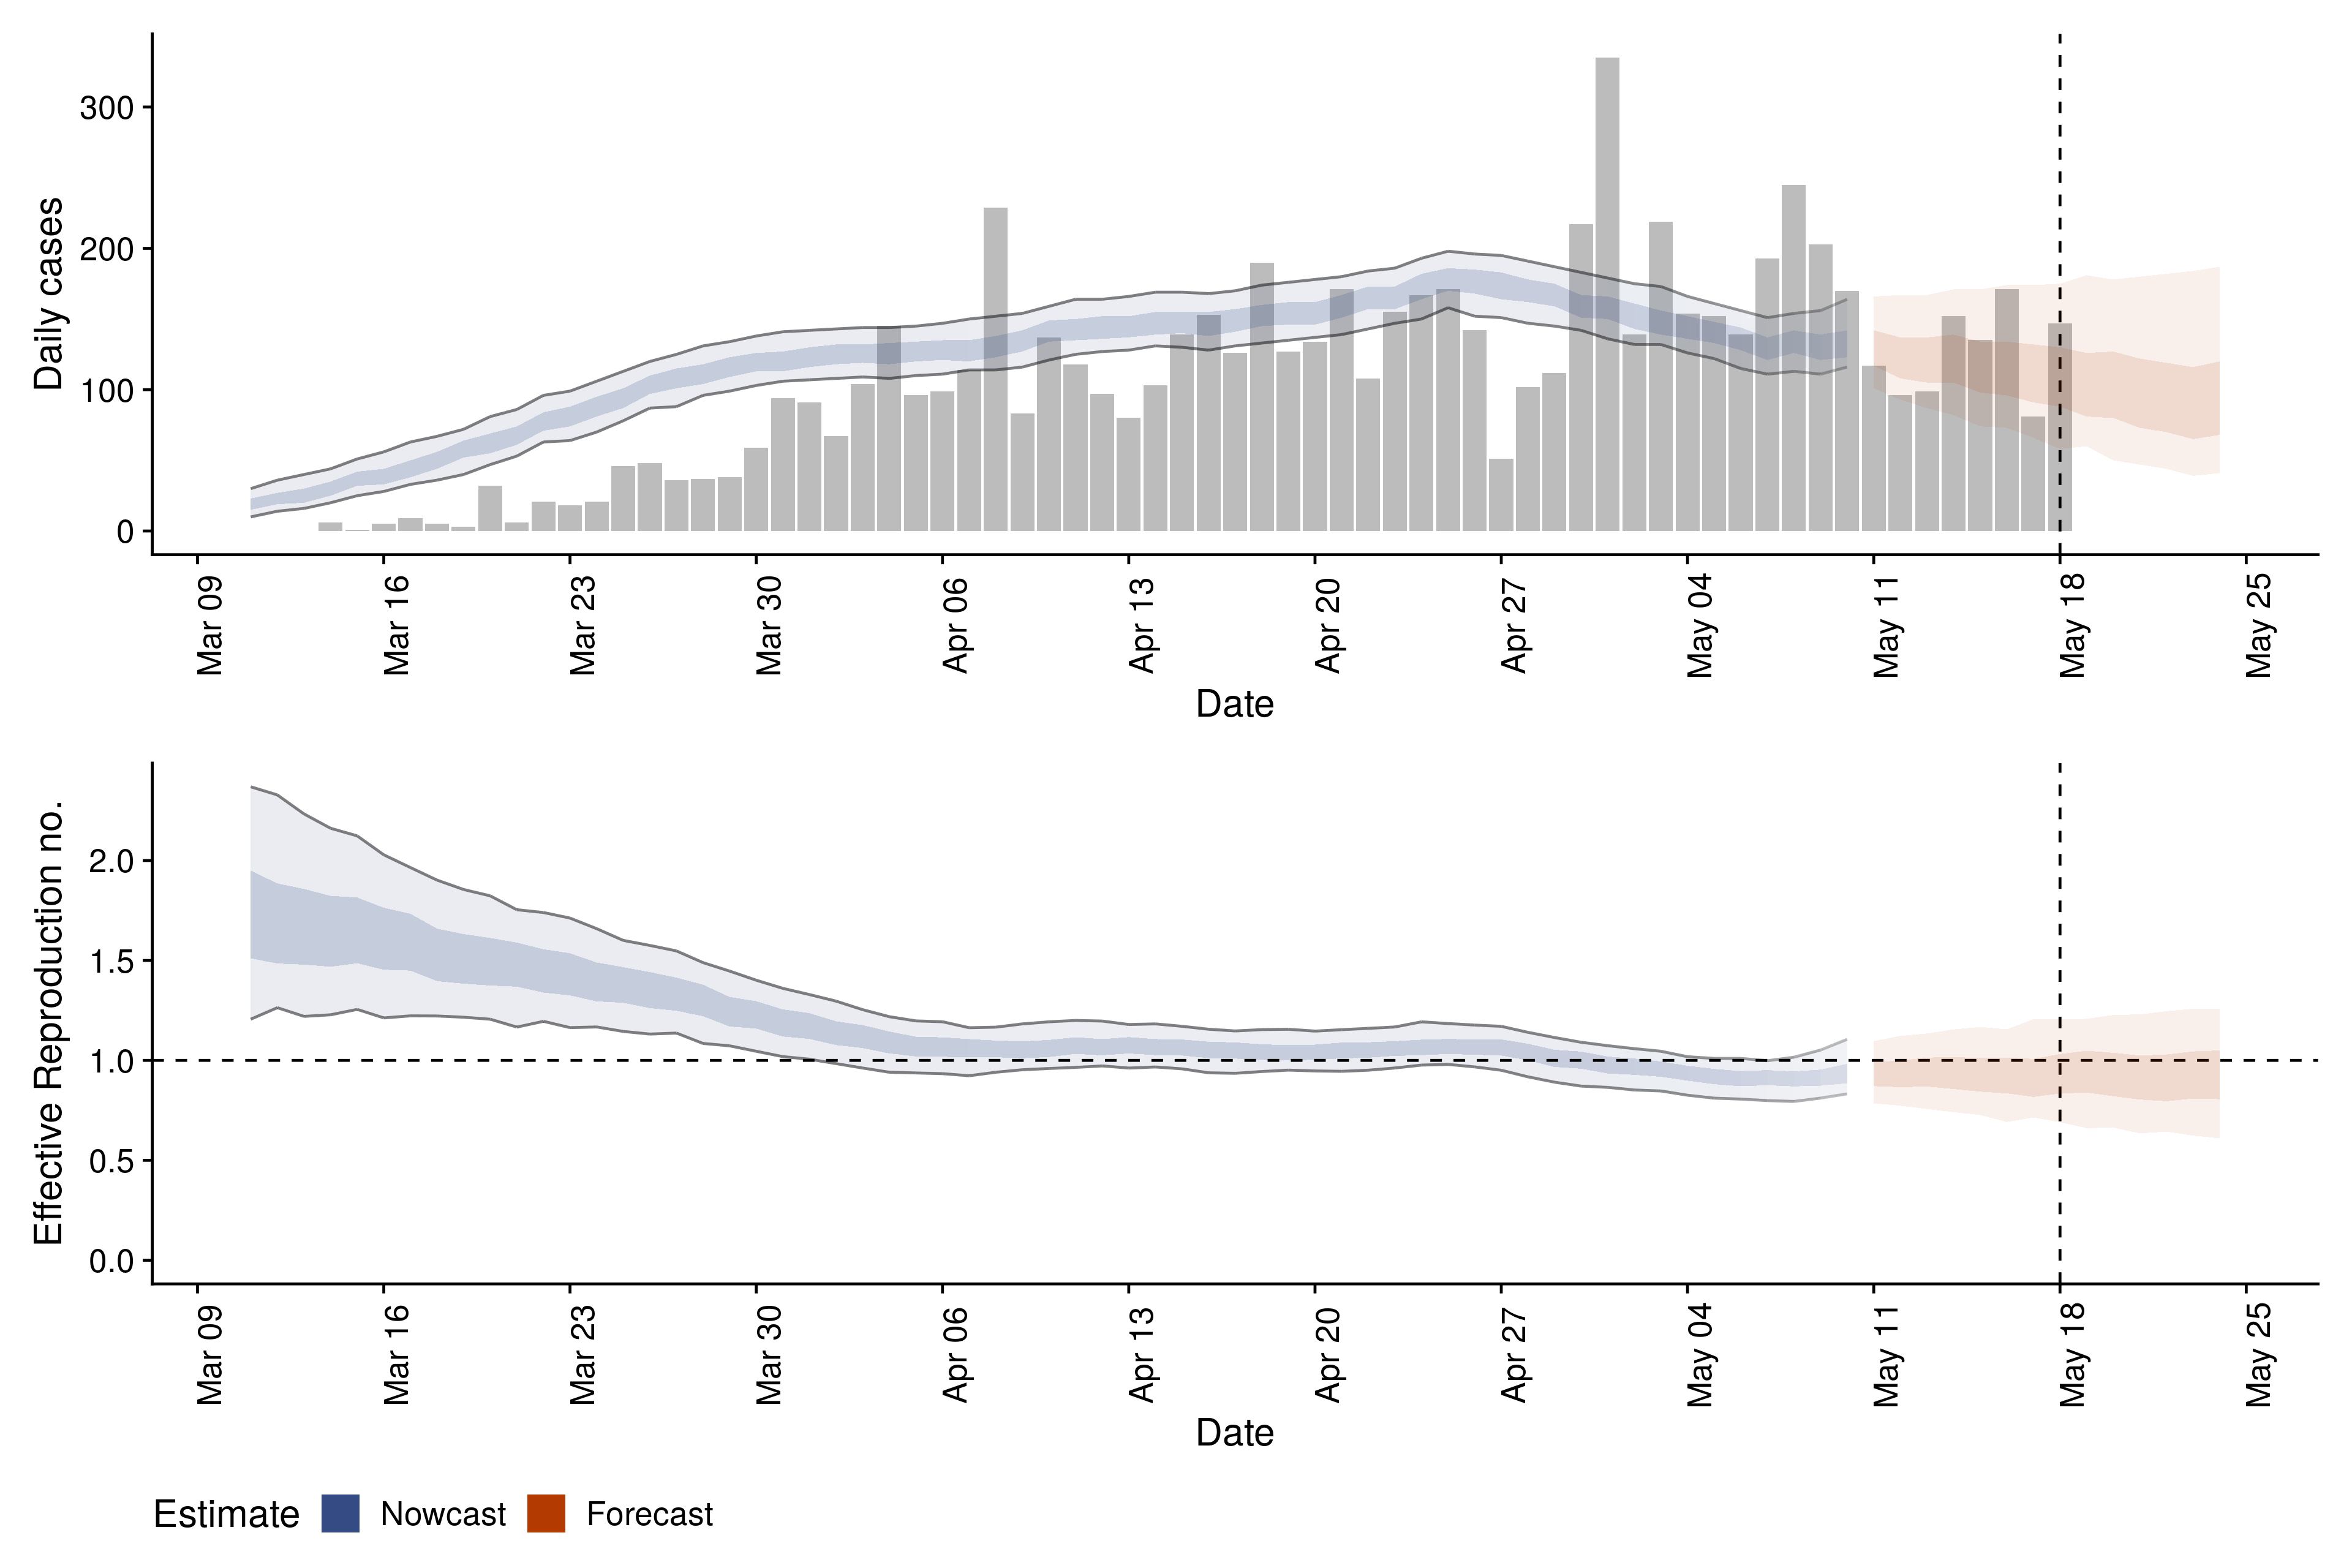 Daily cases
300
200
100
0
Mar 09
Mar 16
Mar 23
Mar 30
Apr 06
Apr 13
Apr 20
Apr 27
May 04
May 11
May 18
May 25
Date
Effective Reproduction no.
2.0
1.5
1.0
0.5
0.0
Mar 09
Mar 16
Mar 23
Mar 30
Apr 06
Apr 13
Apr 20
Apr 27
May 04
May 11
May 18
May 25
Date
Estimate Nowcast Forecast